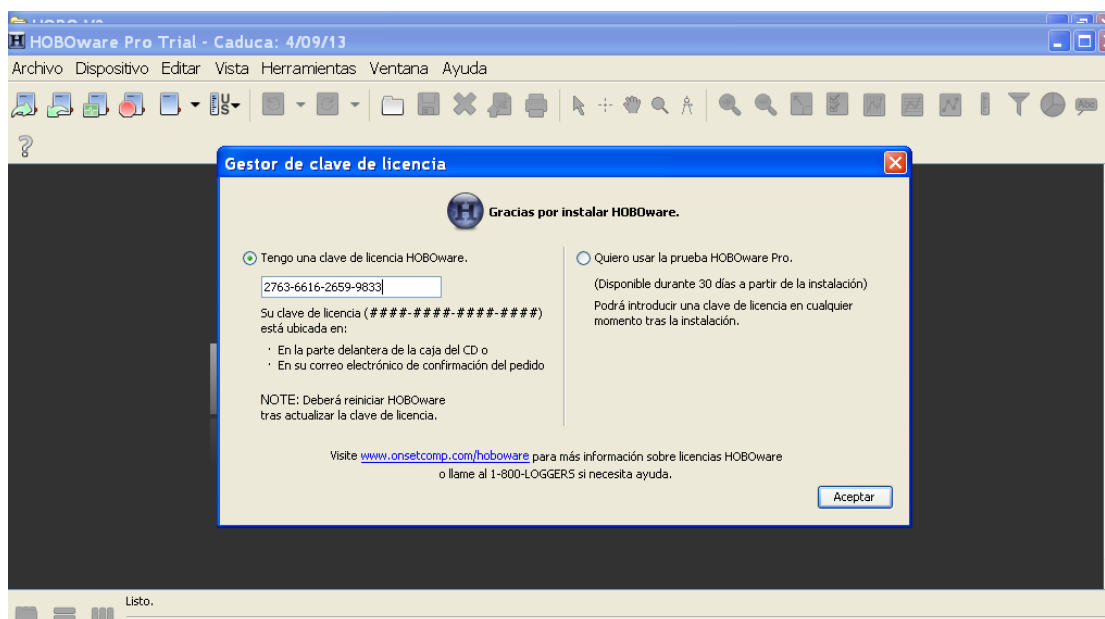 HOBOware Pro Trial - Caduca: 4/09/13
Archivo Dispositivo Editar Vista Herramientas Ventana Ayuda
Gestor de clave de licencia
Gracias por instalar HOBOware.
Tengo una clave de licencia HOBOware.
2763-6616-2659-9833
Su clave de licencia (####-####-####-####)
está ubicada en:
· En la parte delantera de la caja del CD o
· En su correo electrónico de confirmación del pedido
NOTE: Deberá reiniciar HOBOware
tras actualizar la clave de licencia.
Quiero usar la prueba HOBOware Pro.
(Disponible durante 30 días a partir de la instalación)
Podrá introducir una clave de licencia en cualquier
momento tras la instalación.
Visite www.onsetcomp.com/hoboware para más información sobre licencias HOBOware
o llame al 1-800-LOGGERS si necesita ayuda.
Aceptar
Listo.